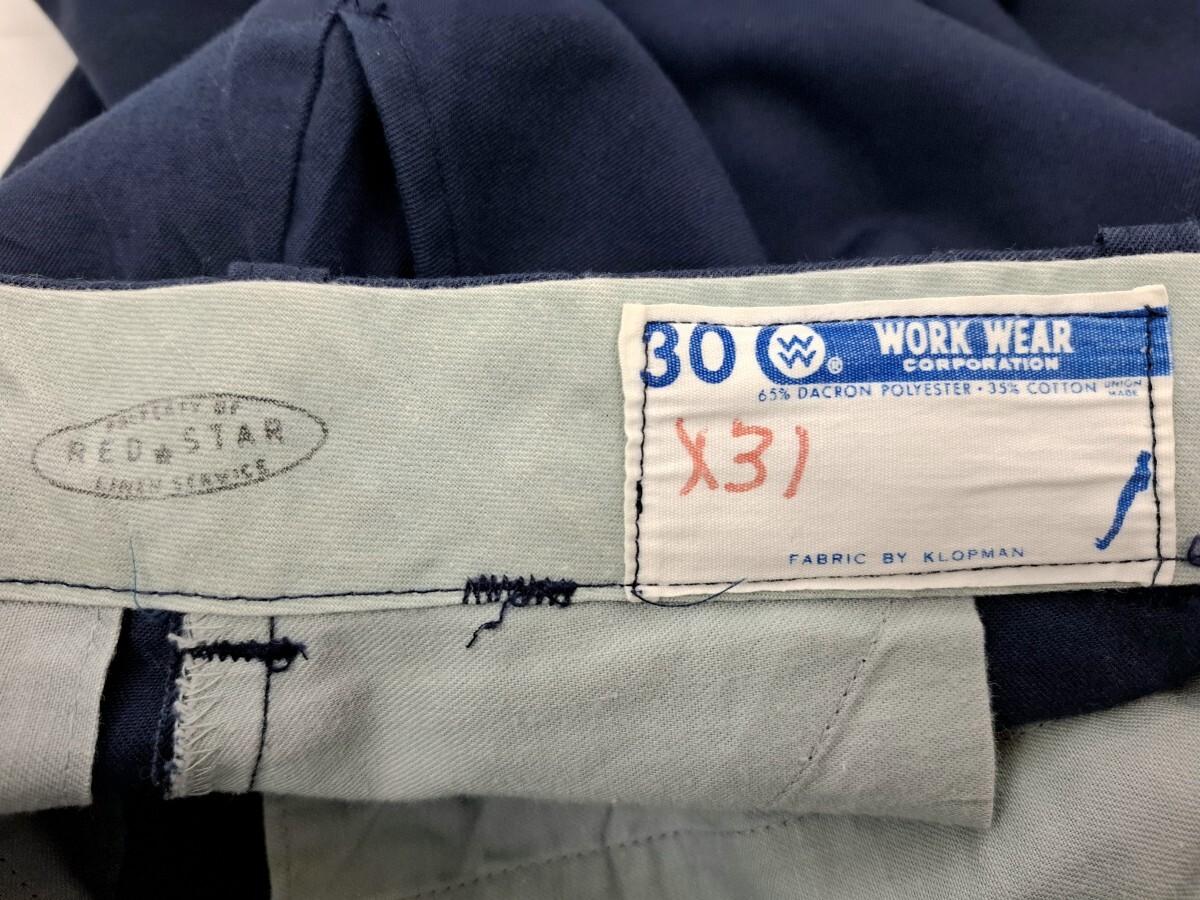 PROPERTY OF
RED★STAR
LINEN SERVICE
30 W W ® WORK WEAR
CORPORATION
65% DACRON POLYESTER • 35% COTTON UNION MADE
X31
FABRIC BY KLOPMAN